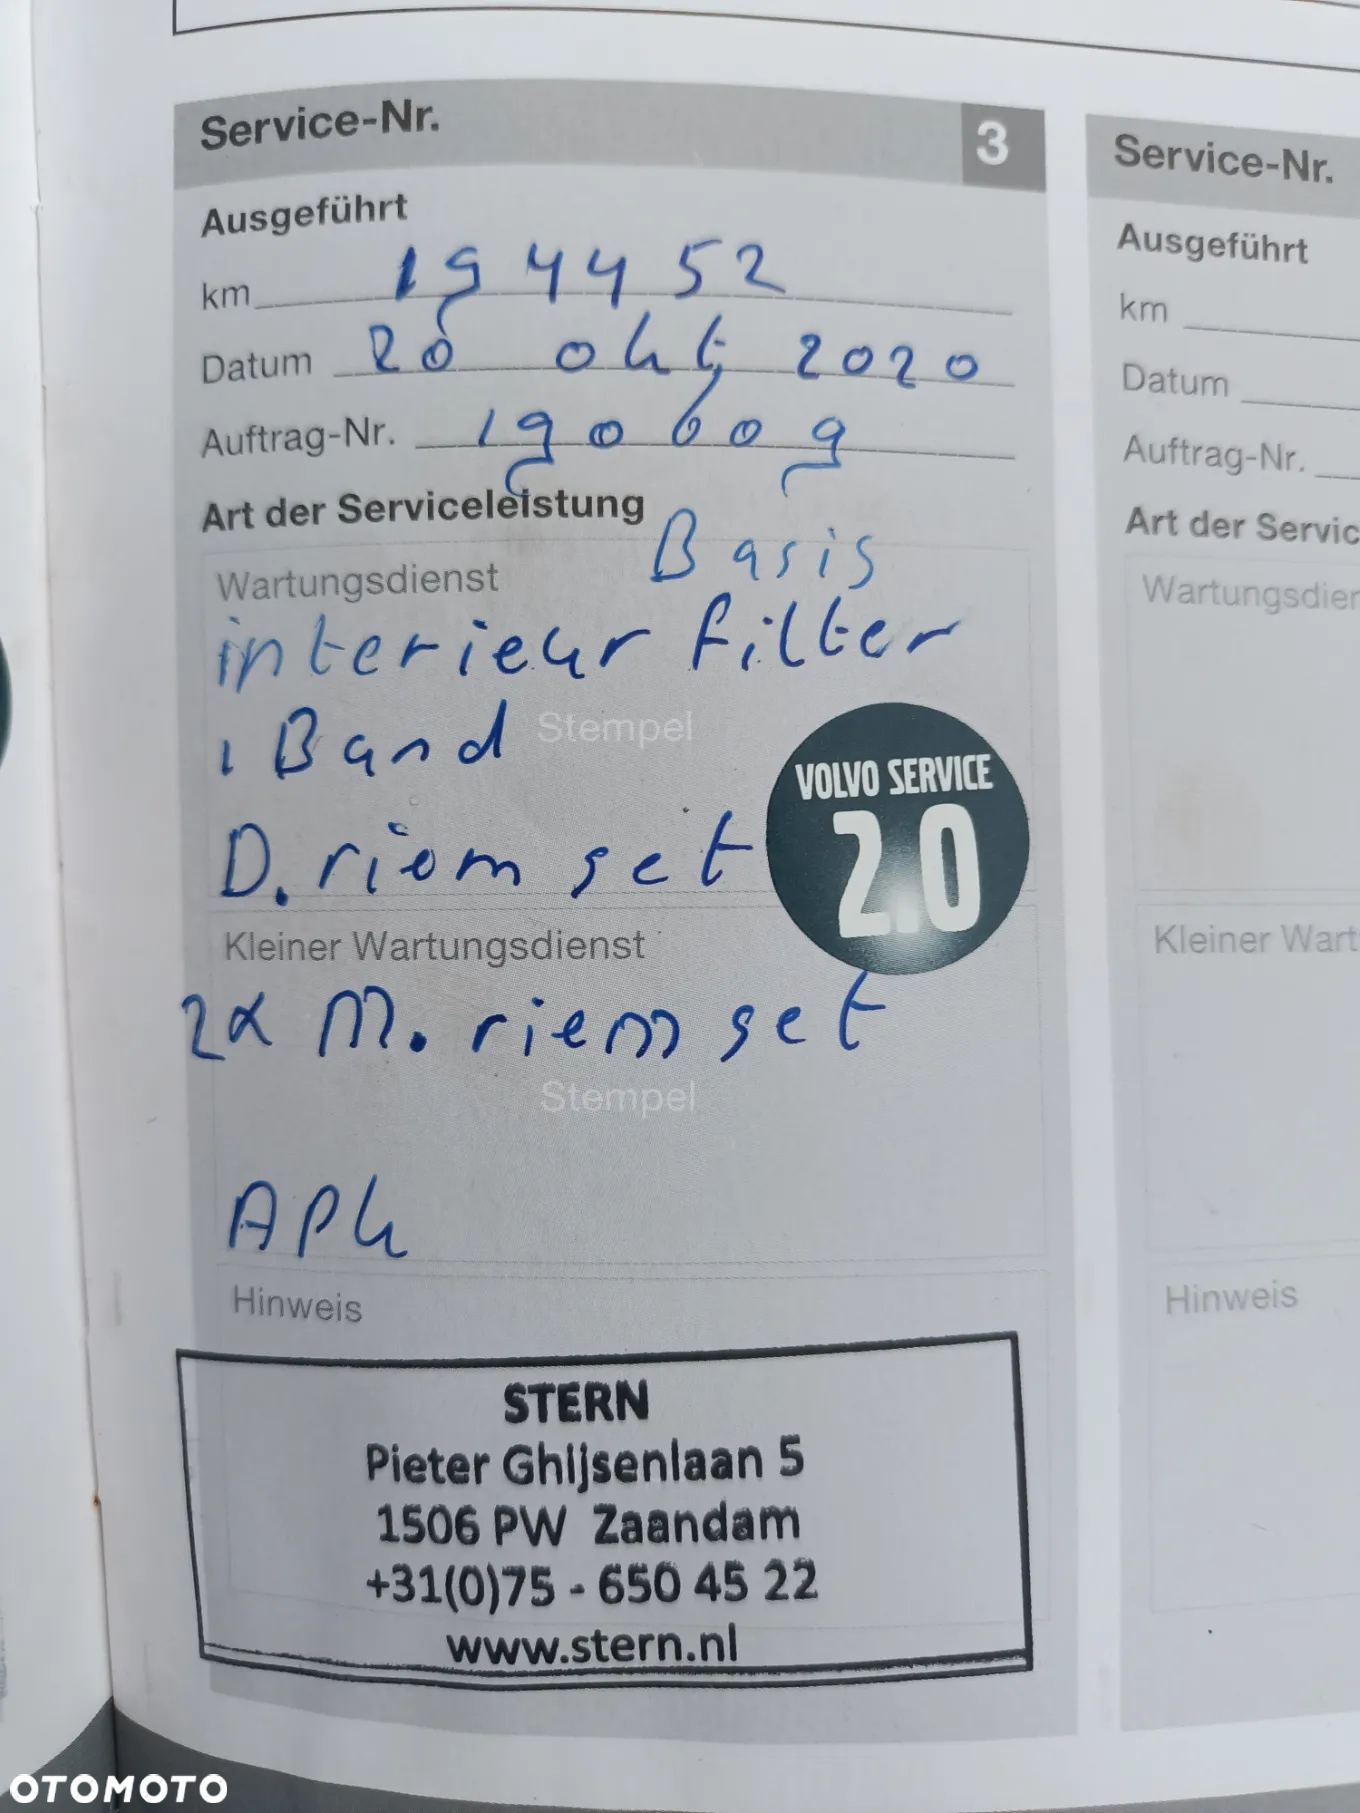 Service-Nr. 3
Ausgeführt
km 194452
Datum 20 okt 2020
Auftrag-Nr. 190609
Art der Serviceleistung
Wartungsdienst Basis
interieur filter
1 Band
Stempel
D. riem set
VOLVO SERVICE
2.0
Kleiner Wartungsdienst
2x M. riem set
Stempel
APk
Hinweis
STERN
Pieter Ghijsenlaan 5
1506 PW Zaandam
+31(0)75 - 650 45 22
www.stern.nl
Service-Nr.
Ausgeführt
km
Datum
Auftrag-Nr.
Art der Servic
Wartungsdien
Kleiner Wart
Hinweis
OTOMOTO